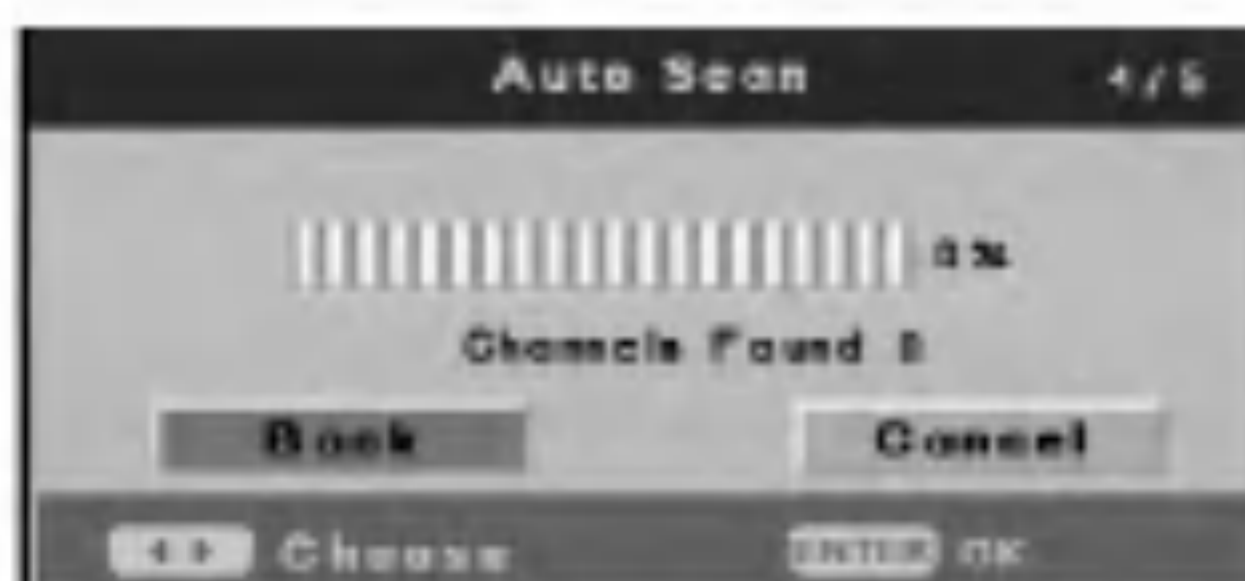 Auto Scan 4/5
0%
Channels Found 0
Back Cancel
Choose ENTER OK